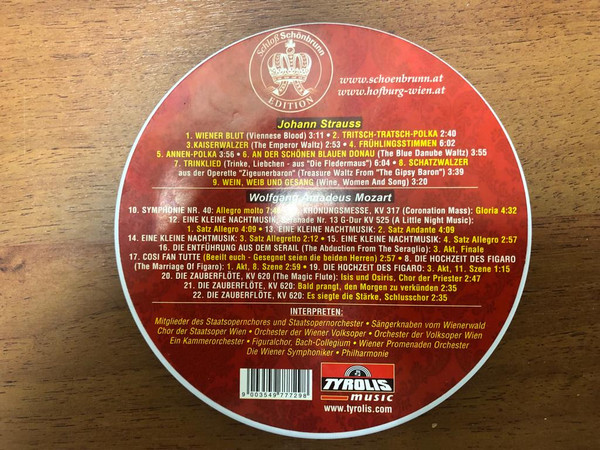 Schloß Schönbrunn
EDITION
www.schoenbrunn.at
www.hofburg-wien.at
Johann Strauss
1. WIENER BLUT (Viennese Blood) 3:11 • 2. TRITSCH-TRATSCH-POLKA 2:40
3.KAISERWALZER (The Emperor Waltz) 2:53 • 4. FRÜHLINGSSTIMMEN 6:02
5. ANNEN-POLKA 3:56 • 6. AN DER SCHÖNEN BLAUEN DONAU (The Blue Danube Waltz) 3:55
7. TRINKLIED (Trinke, Liebchen - aus "Die Fledermaus") 6:04 • 8. SCHATZWALZER
aus der Operette "Zigeunerbaron" (Treasure Waltz From "The Gipsy Baron") 3:39
9. WEIN, WEIB UND GESANG (Wine, Women And Song) 3:20
Wolfgang Amadeus Mozart
10. SYMPHONIE NR. 40: Allegro molto KRÖNUNGSMESSE, KV 317 (Coronation Mass): Gloria 4:32
12. EINE KLEINE NACHTMUSIK, Serenade Nr. 13 G-Dur KV 525 (A Little Night Music):
1. Satz Allegro 4:09 • 13. EINE KLEINE NACHTMUSIK: 2. Satz Andante 4:09
14. EINE KLEINE NACHTMUSIK: 3. Satz Allegretto 2:12 • 15. EINE KLEINE NACHTMUSIK: 4. Satz Allegro 2:57
16. DIE ENTFÜHRUNG AUS DEM SERAIL (The Abduction From The Seraglio): 3. Akt, Finale
17. COSI FAN TUTTE (Beeilt euch - Gesegnet seien die beiden Herren) 2:57 • 8. DIE HOCHZEIT DES FIGARO
(The Marriage Of Figaro): 1. Akt, 8. Szene 2:59 • 19. DIE HOCHZEIT DES FIGARO: 3. Akt, 11. Szene 1:15
20. DIE ZAUBERFLÖTE, KV 620 (The Magic Flute): Isis und Osiris, Chor der Priester 2:47
21. DIE ZAUBERFLÖTE, KV 620: Bald prangt, den Morgen zu verkünden 2:35
22. DIE ZAUBERFLÖTE, KV 620: Es siegte die Stärke, Schlusschor 2:35
INTERPRETEN:
Mitglieder des Staatsopernchores und Staatsopernorchester • Sängerknaben vom Wienerwald
Chor der Staatsoper Wien • Orchester der Wiener Volksoper • Orchester der Volksoper Wien
Ein Kammerorchester • Figuralchor, Bach-Collegium • Wiener Promenaden Orchester
Die Wiener Symphoniker • Philharmonie
9003549777298
TYROLIS
music
www.tyrolis.com